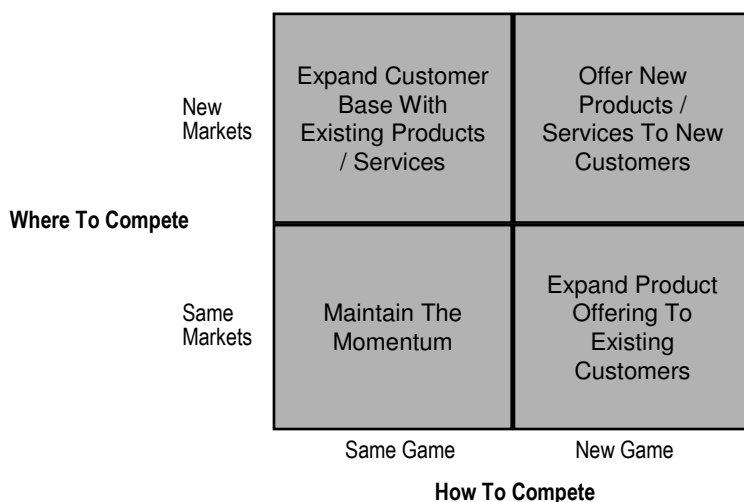 New
Markets
Expand Customer
Base With
Existing Products
/ Services
Offer New
Products /
Services To New
Customers
Where To Compete
Same
Markets
Maintain The
Momentum
Expand Product
Offering To
Existing
Customers
Same Game
New Game
How To Compete